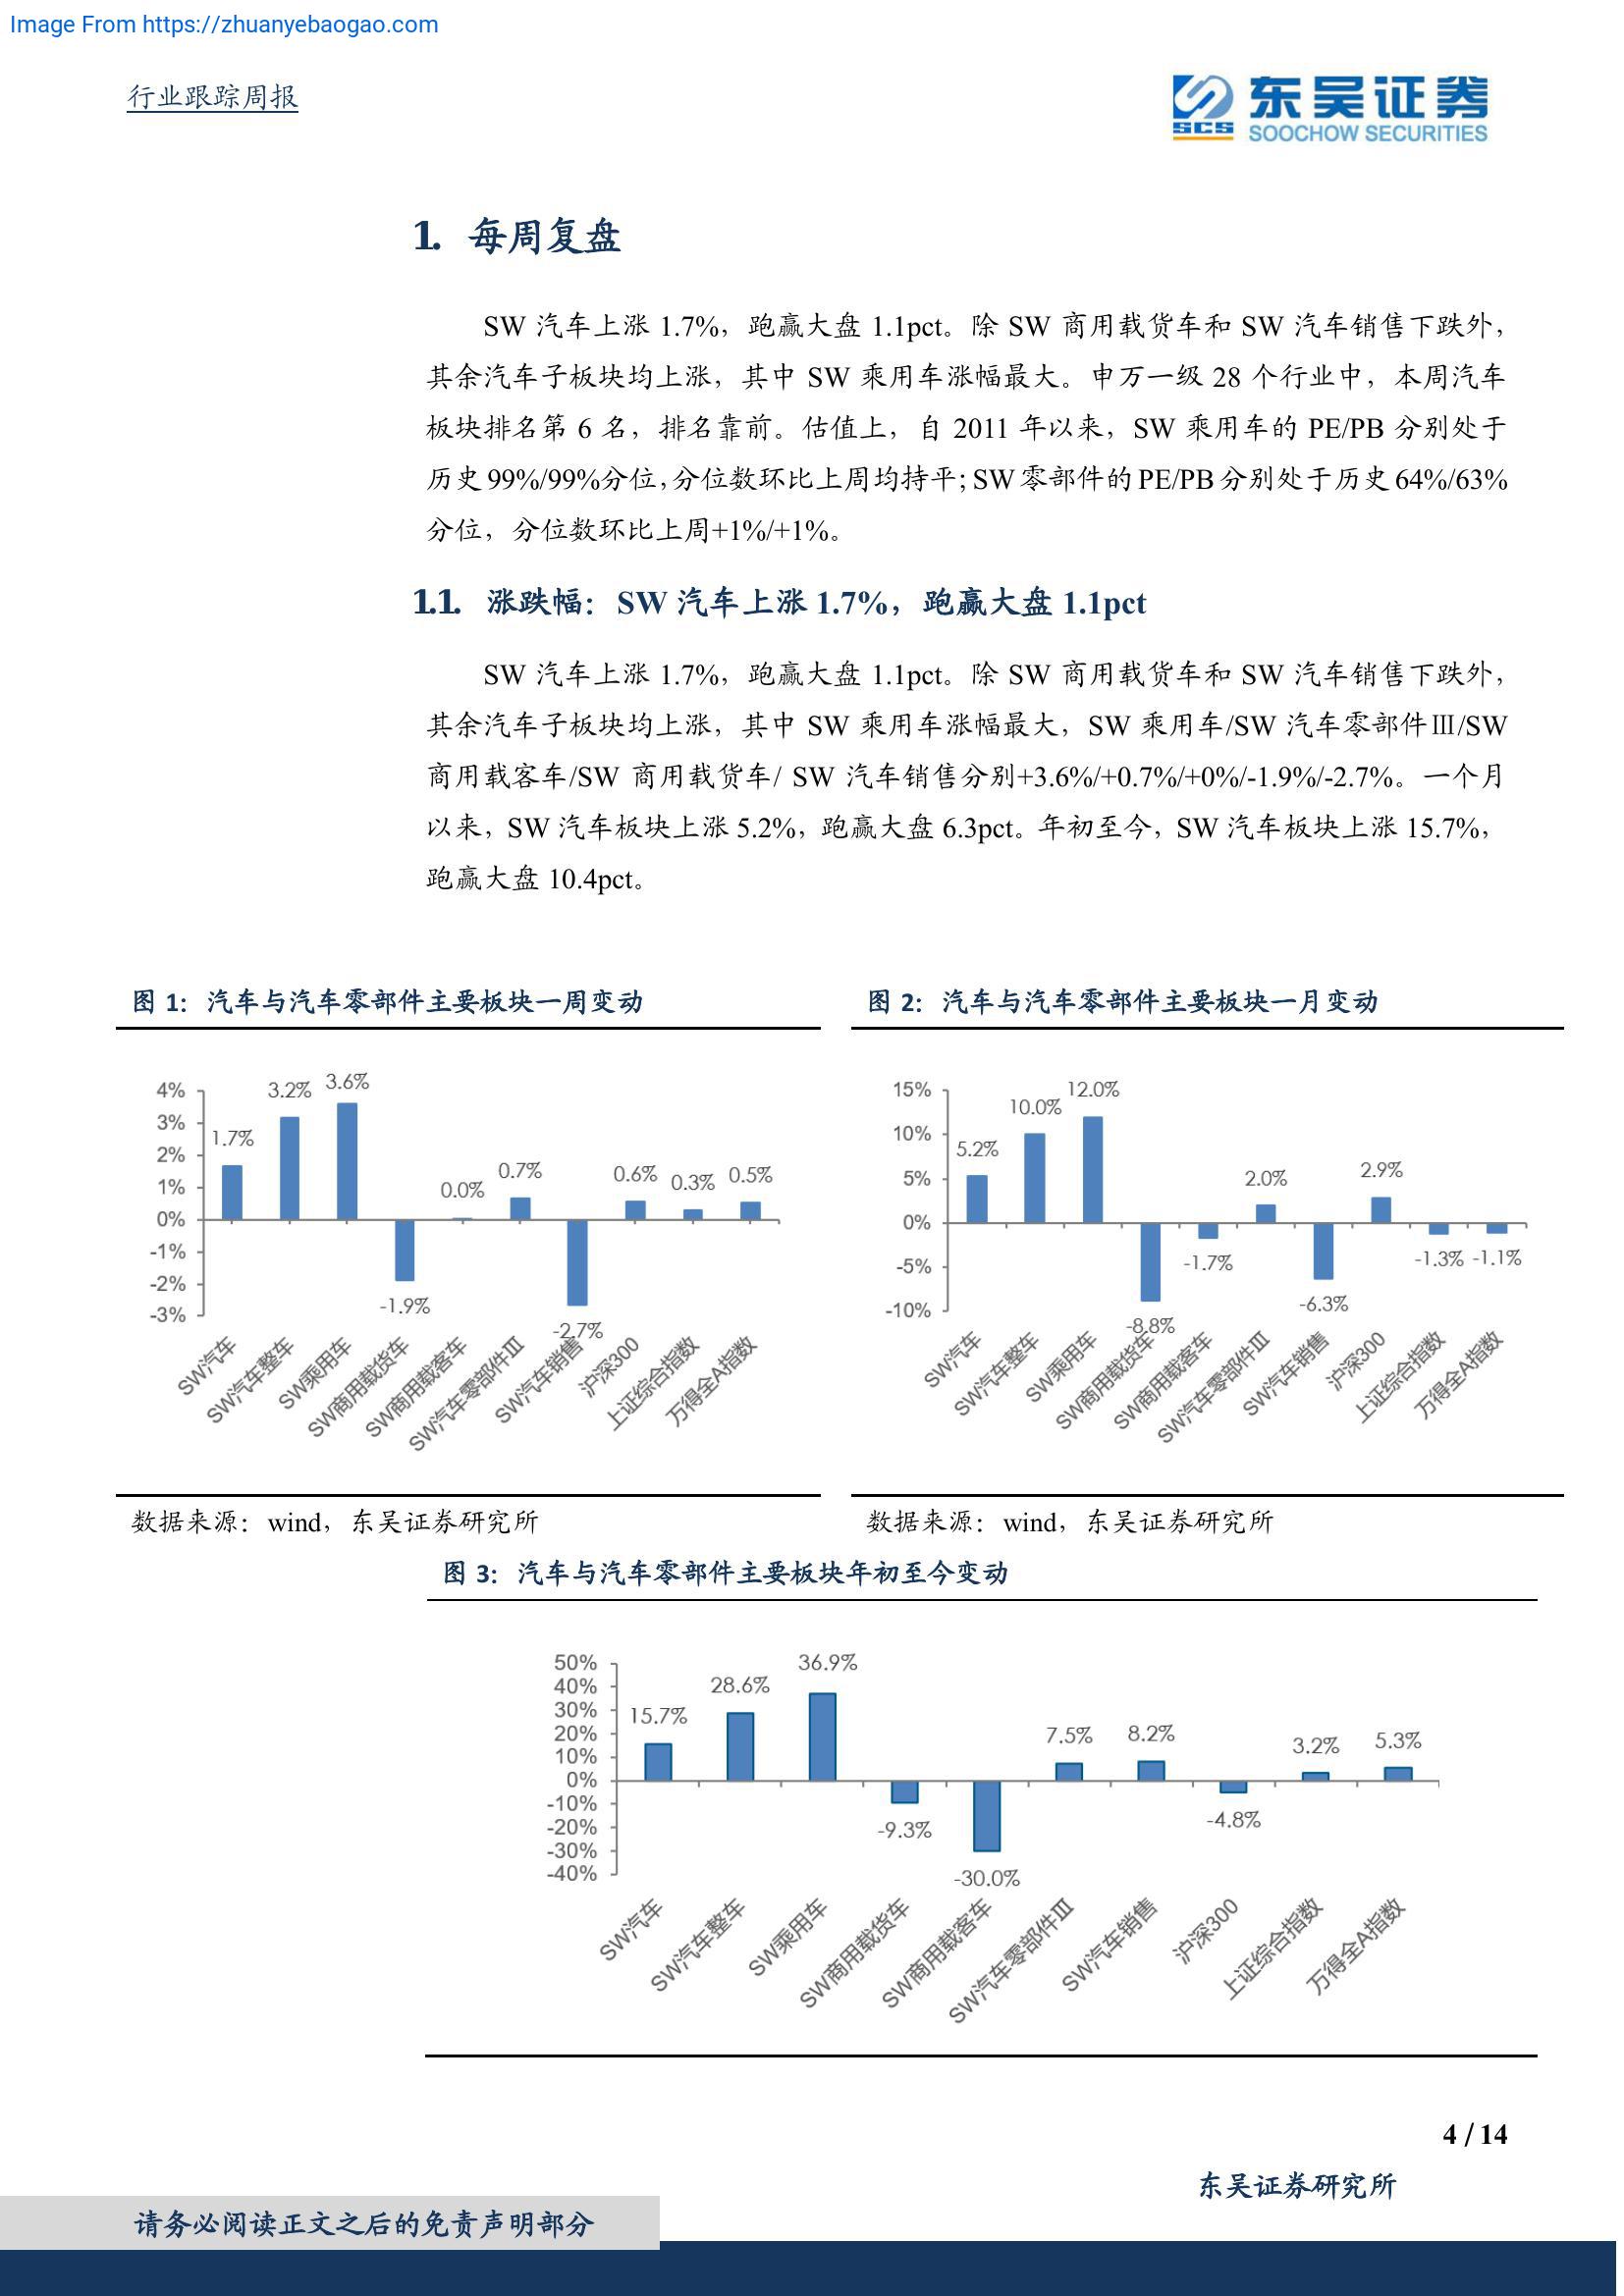 Image From https://zhuanyebaogao.com
行业跟踪周报
SCS
东吴证券
SOOCHOW SECURITIES
1. 每周复盘
SW 汽车上涨 1.7%，跑赢大盘 1.1pct。除 SW 商用载货车和 SW 汽车销售下跌外，
其余汽车子板块均上涨，其中 SW 乘用车涨幅最大。申万一级 28 个行业中，本周汽车
板块排名第 6 名，排名靠前。估值上，自 2011 年以来，SW 乘用车的 PE/PB 分别处于
历史 99%/99%分位，分位数环比上周均持平；SW 零部件的 PE/PB 分别处于历史 64%/63%
分位，分位数环比上周+1%/+1%。
1.1. 涨跌幅：SW 汽车上涨 1.7%，跑赢大盘 1.1pct
SW 汽车上涨 1.7%，跑赢大盘 1.1pct。除 SW 商用载货车和 SW 汽车销售下跌外，
其余汽车子板块均上涨，其中 SW 乘用车涨幅最大，SW 乘用车/SW 汽车零部件Ⅲ/SW
商用载客车/SW 商用载货车/ SW 汽车销售分别+3.6%/+0.7%/+0%/-1.9%/-2.7%。一个月
以来，SW 汽车板块上涨 5.2%，跑赢大盘 6.3pct。年初至今，SW 汽车板块上涨 15.7%，
跑赢大盘 10.4pct。
图 1：汽车与汽车零部件主要板块一周变动
4%
3%
2%
1%
0%
-1%
-2%
-3%
1.7%
3.2%
3.6%
-1.9%
0.0%
0.7%
-2.7%
0.6%
0.3%
0.5%
SW汽车
SW汽车整车
SW乘用车
SW商用载货车
SW商用载客车
SW汽车零部件Ⅲ
SW汽车销售
沪深300
上证综合指数
万得全A指数
数据来源：wind，东吴证券研究所
图 2：汽车与汽车零部件主要板块一月变动
15%
10%
5%
0%
-5%
-10%
5.2%
10.0%
12.0%
-8.8%
-1.7%
2.0%
-6.3%
2.9%
-1.3%
-1.1%
SW汽车
SW汽车整车
SW乘用车
SW商用载货车
SW商用载客车
SW汽车零部件Ⅲ
SW汽车销售
沪深300
上证综合指数
万得全A指数
数据来源：wind，东吴证券研究所
图 3：汽车与汽车零部件主要板块年初至今变动
50%
40%
30%
20%
10%
0%
-10%
-20%
-30%
-40%
15.7%
28.6%
36.9%
-9.3%
-30.0%
7.5%
8.2%
-4.8%
3.2%
5.3%
SW汽车
SW汽车整车
SW乘用车
SW商用载货车
SW商用载客车
SW汽车零部件Ⅲ
SW汽车销售
沪深300
上证综合指数
万得全A指数
4 / 14
东吴证券研究所
请务必阅读正文之后的免责声明部分